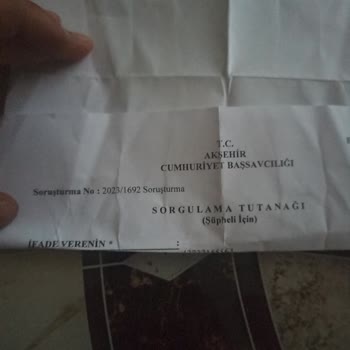 T.C.
AKŞEHİR
CUMHURİYET BAŞSAVCILIĞI
Soruşturma No : 2023/1692 Soruşturma
SORGULAMA TUTANAĞI
(Şüpheli İçin)
İFADE VERENİN * :